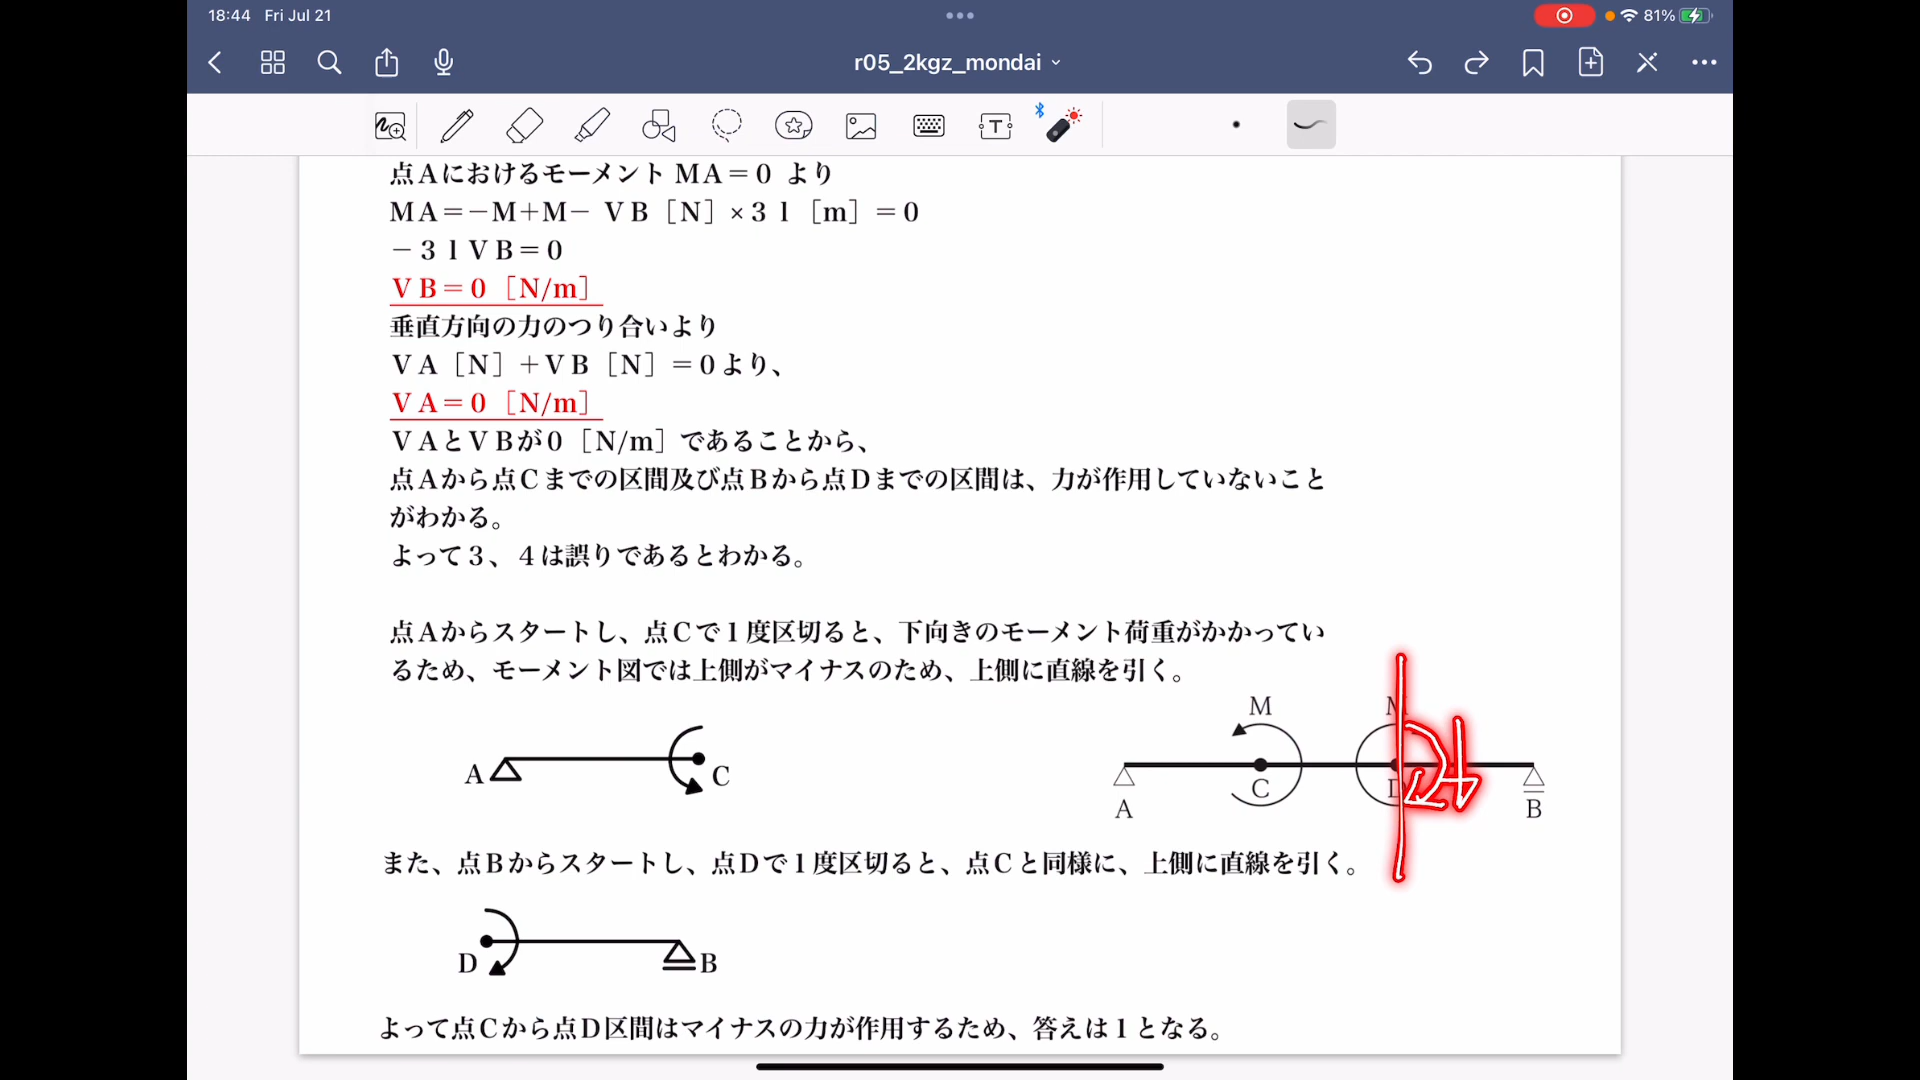 18:44 Fri Jul 21
81%
r05_2kgz_mondai
点Aにおけるモーメント MA=0 より
MA=-M+M- VB[N]×3l[m]=0
-3lVB=0
VB=0[N/m]
垂直方向の力のつり合いより
VA[N]+VB[N]=0より、
VA=0[N/m]
VAとVBが0[N/m]であることから、
点Aから点Cまでの区間及び点Bから点Dまでの区間は、力が作用していないこと
がわかる。
よって3、4は誤りであるとわかる。
点Aからスタートし、点Cで1度区切ると、下向きのモーメント荷重がかかってい
るため、モーメント図では上側がマイナスのため、上側に直線を引く。
A C
M M
C D
A B
また、点Bからスタートし、点Dで1度区切ると、点Cと同様に、上側に直線を引く。
D B
よって点Cから点D区間はマイナスの力が作用するため、答えは1となる。